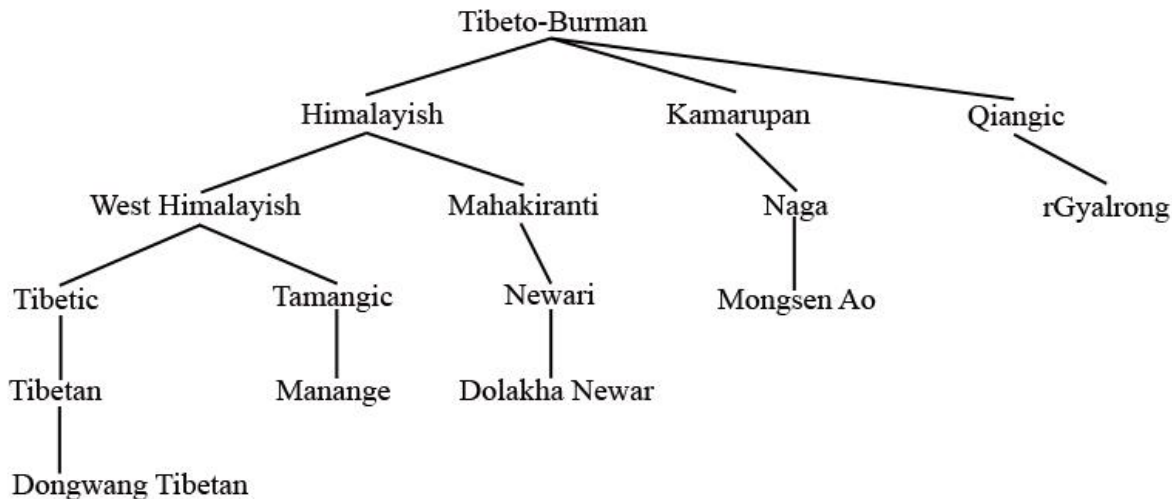 Tibeto-Burman
Himalayish Kamarupan Qiangic
West Himalayish Mahakiranti Naga rGyalrong
Tibetic Tamangic Newari Mongsen Ao
Tibetan Manange Dolakha Newar
Dongwang Tibetan